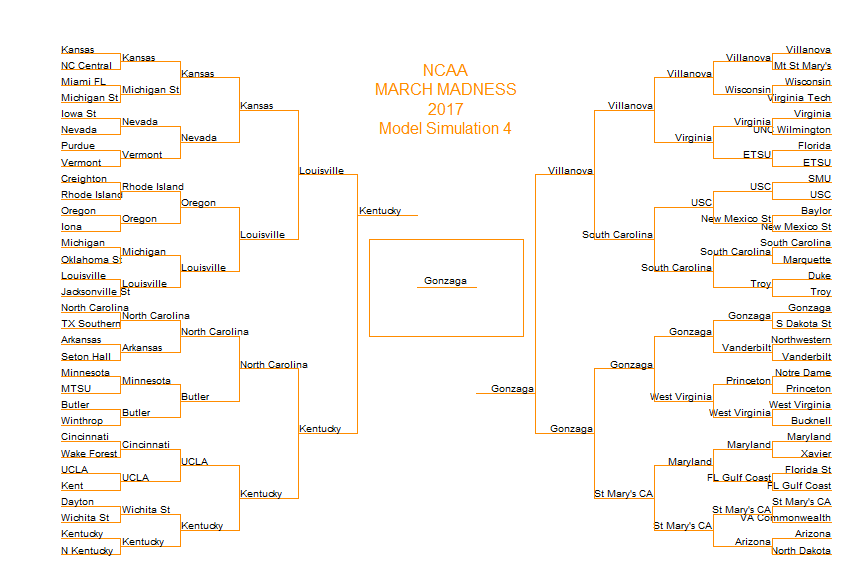 NCAA
MARCH MADNESS
2017
Model Simulation 4
Kansas
NC Central
Miami FL
Michigan St
Iowa St
Nevada
Purdue
Vermont
Creighton
Rhode Island
Oregon
Iona
Michigan
Oklahoma St
Louisville
Jacksonville St
North Carolina
TX Southern
Arkansas
Seton Hall
Minnesota
MTSU
Butler
Winthrop
Cincinnati
Wake Forest
UCLA
Kent
Dayton
Wichita St
Kentucky
N Kentucky
Kansas
Michigan St
Nevada
Vermont
Rhode Island
Oregon
Michigan
Louisville
North Carolina
Arkansas
Minnesota
Butler
Cincinnati
UCLA
Wichita St
Kentucky
Kansas
Nevada
Oregon
Louisville
North Carolina
Butler
UCLA
Kentucky
Kansas
Louisville
North Carolina
Kentucky
Louisville
Kentucky
Kentucky
Gonzaga
Gonzaga
Villanova
Gonzaga
Villanova
South Carolina
Gonzaga
St Mary's CA
Villanova
Virginia
USC
South Carolina
Gonzaga
West Virginia
Maryland
St Mary's CA
Villanova
Wisconsin
Virginia
ETSU
USC
New Mexico St
South Carolina
Troy
Gonzaga
Vanderbilt
Princeton
West Virginia
Maryland
FL Gulf Coast
St Mary's CA
Arizona
Villanova
Mt St Mary's
Wisconsin
Virginia Tech
Virginia
UNC Wilmington
Florida
ETSU
SMU
USC
Baylor
New Mexico St
South Carolina
Marquette
Duke
Troy
Gonzaga
S Dakota St
Northwestern
Vanderbilt
Notre Dame
Princeton
West Virginia
Bucknell
Maryland
Xavier
Florida St
FL Gulf Coast
St Mary's CA
VA Commonwealth
Arizona
North Dakota